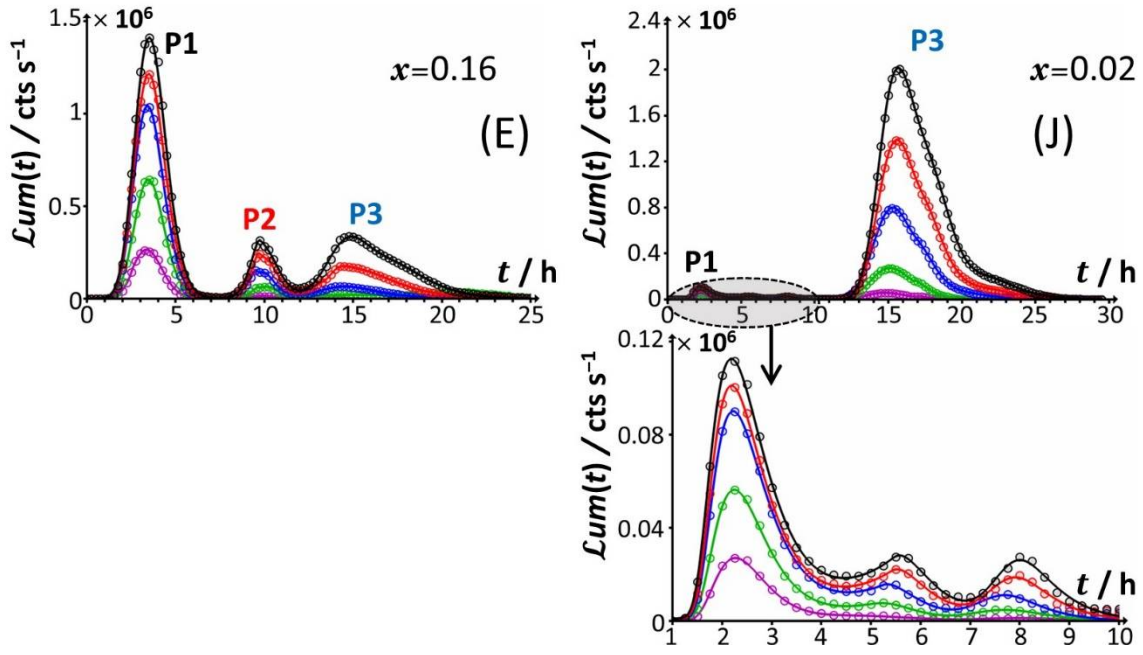 1.5 × 10⁶
P1
x=0.16
1
(E)
ℒum(t) / cts s⁻¹
0.5
P2
P3
t / h
0
0 5 10 15 20 25
2.4 × 10⁶
P3
2
x=0.02
1.6
(J)
1.2
ℒum(t) / cts s⁻¹
0.8
0.4
P1
t / h
0
0 5 10 15 20 25 30
0.12 × 10⁶
0.08
ℒum(t) / cts s⁻¹
0.04
t / h
0
1 2 3 4 5 6 7 8 9 10